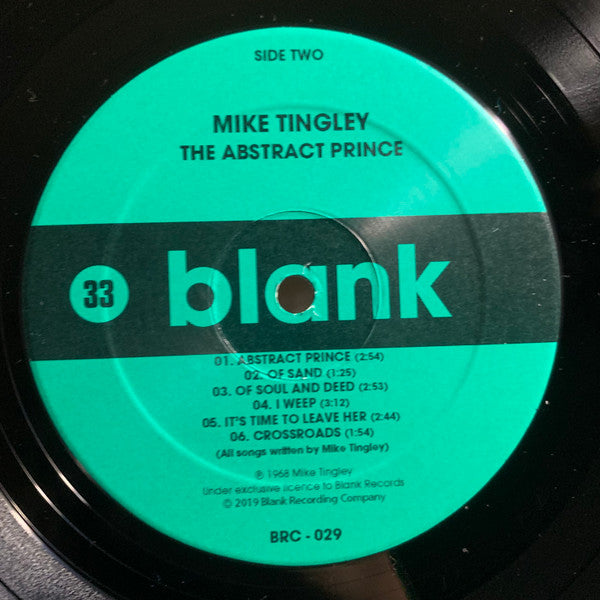 SIDE TWO
MIKE TINGLEY
THE ABSTRACT PRINCE
33 blank
01. ABSTRACT PRINCE (2:54)
02. OF SAND (1:25)
03. OF SOUL AND DEED (2:53)
04. I WEEP (3:12)
05. IT'S TIME TO LEAVE HER (2:44)
06. CROSSROADS (1:54)
(All songs written by Mike Tingley)
℗ 1968 Mike Tingley
Under exclusive licence to Blank Records
© 2019 Blank Recording Company
BRC - 029